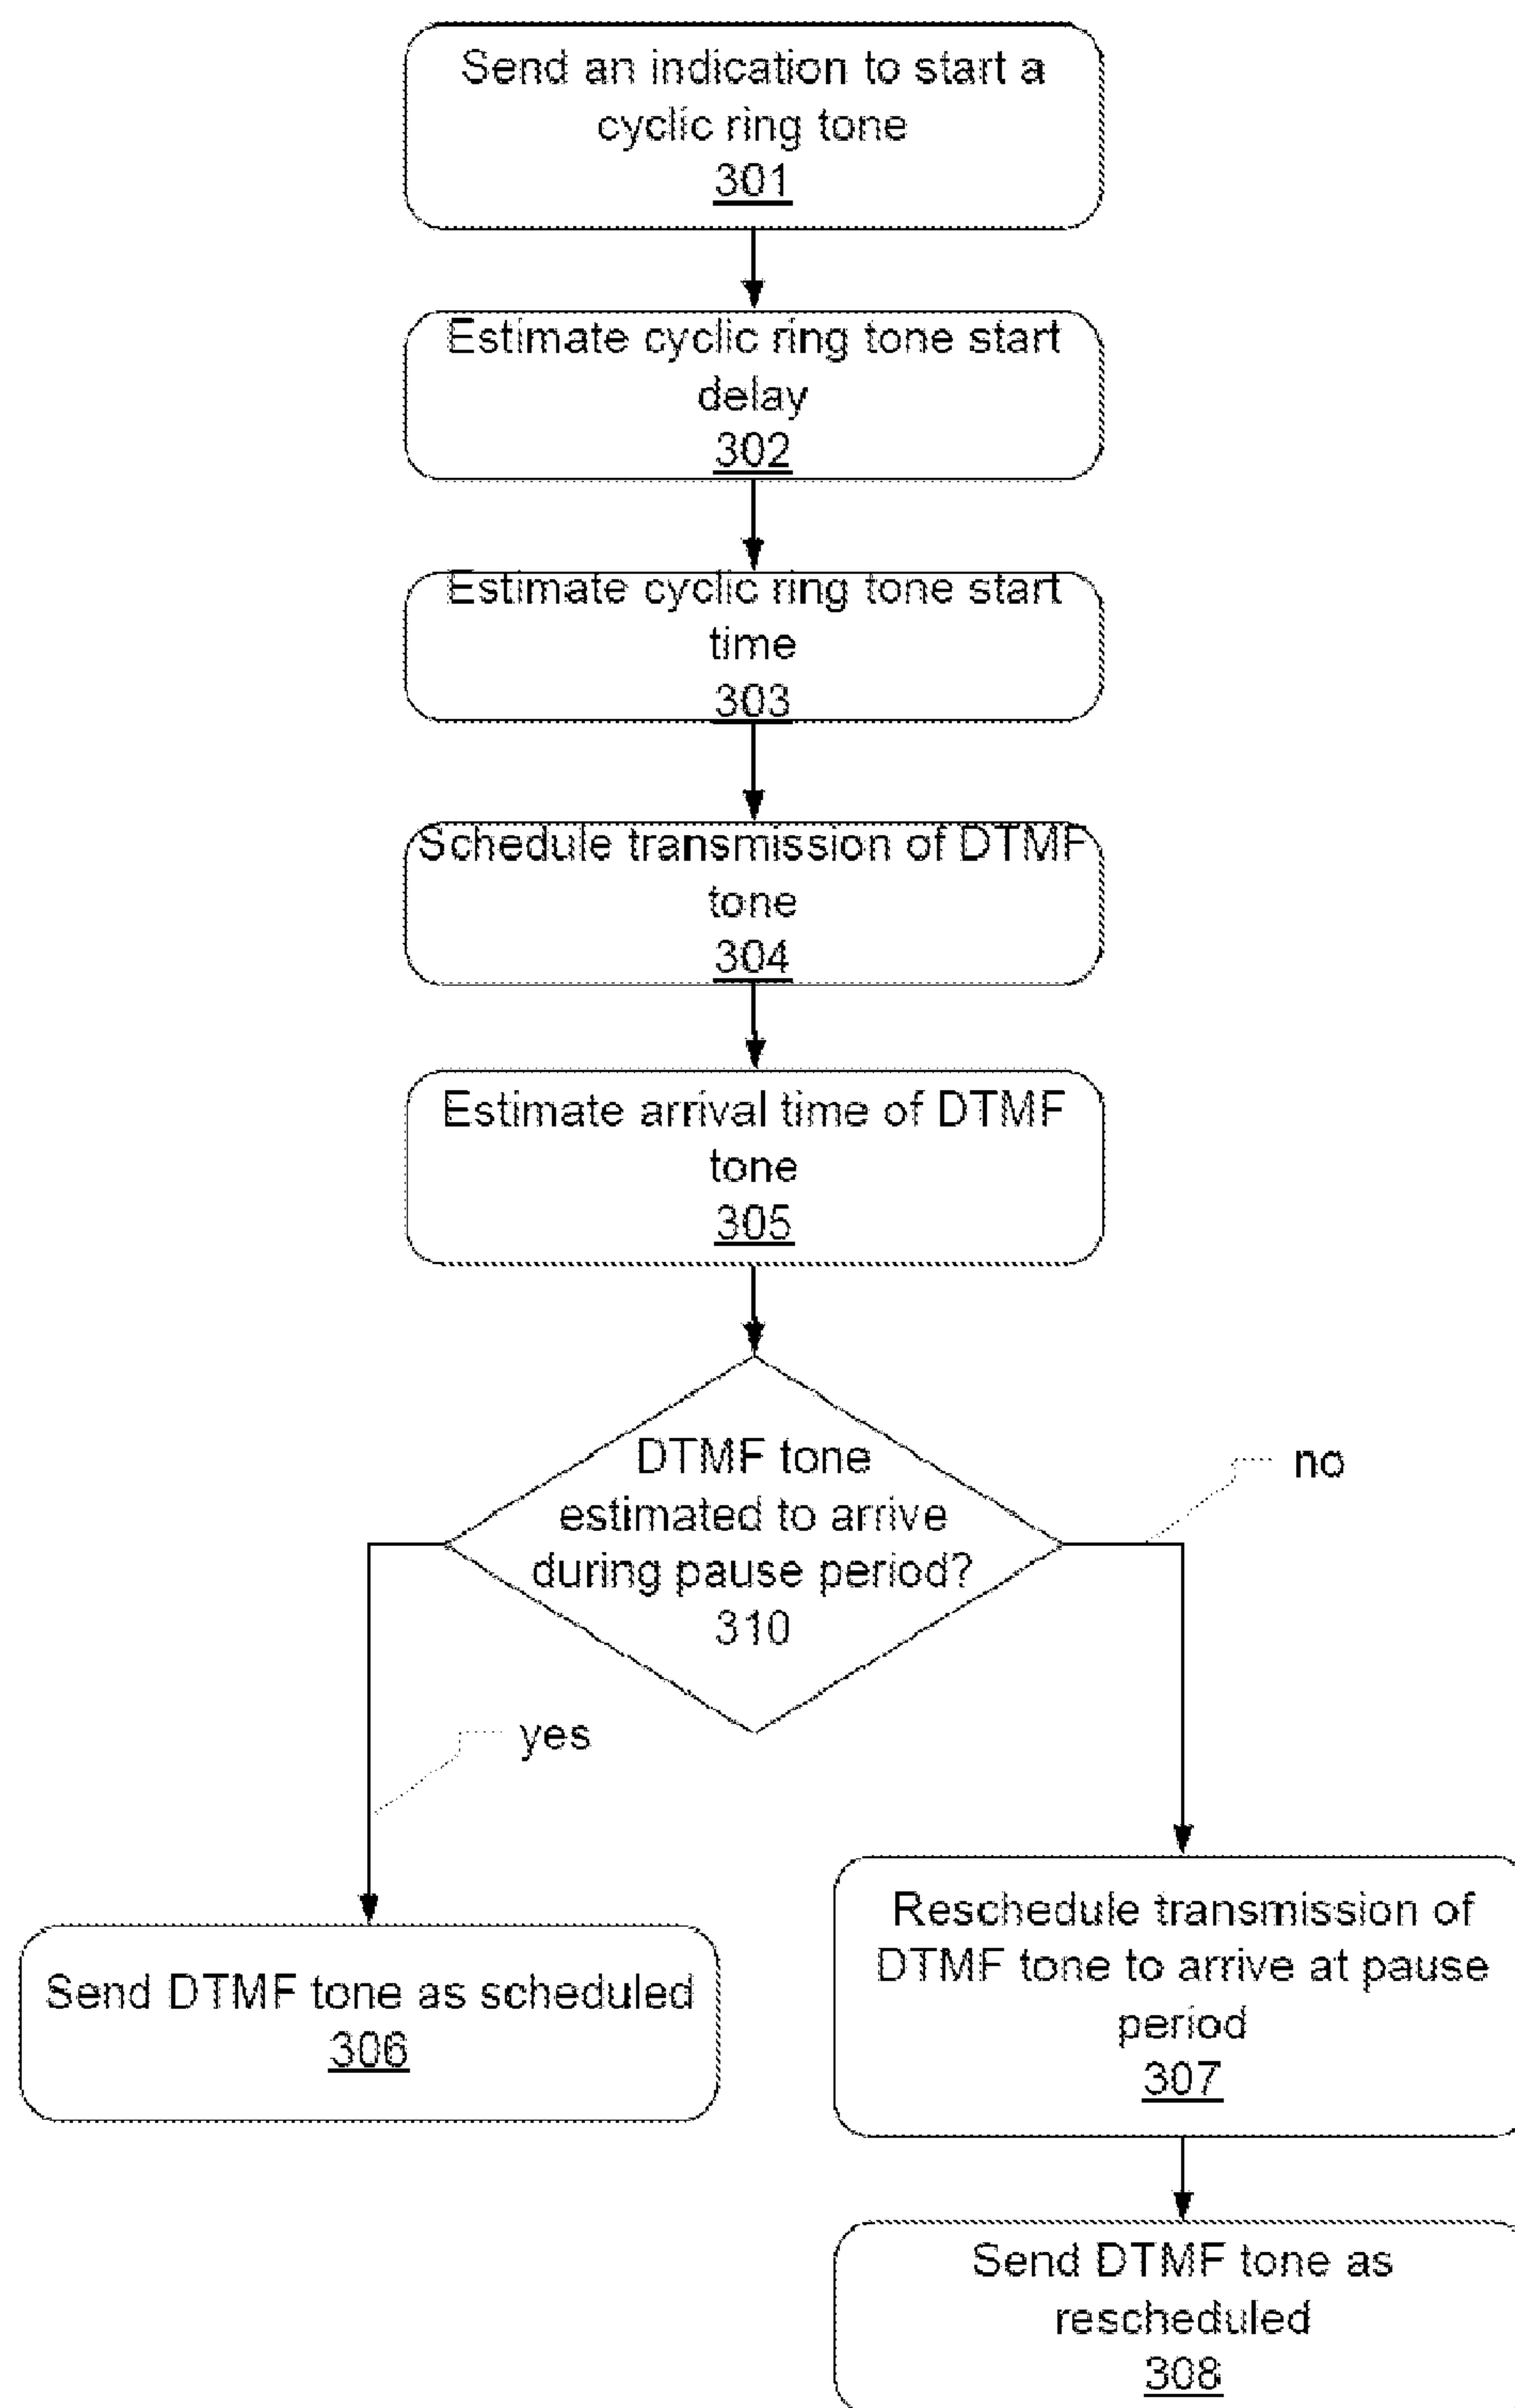 Send an indication to start a
cyclic ring tone
301
Estimate cyclic ring tone start
delay
302
Estimate cyclic ring tone start
time
303
Schedule transmission of DTMF
tone
304
Estimate arrival time of DTMF
tone
305
DTMF tone
estimated to arrive
during pause period?
310
no
yes
Send DTMF tone as scheduled
306
Reschedule transmission of
DTMF tone to arrive at pause
period
307
Send DTMF tone as
rescheduled
308